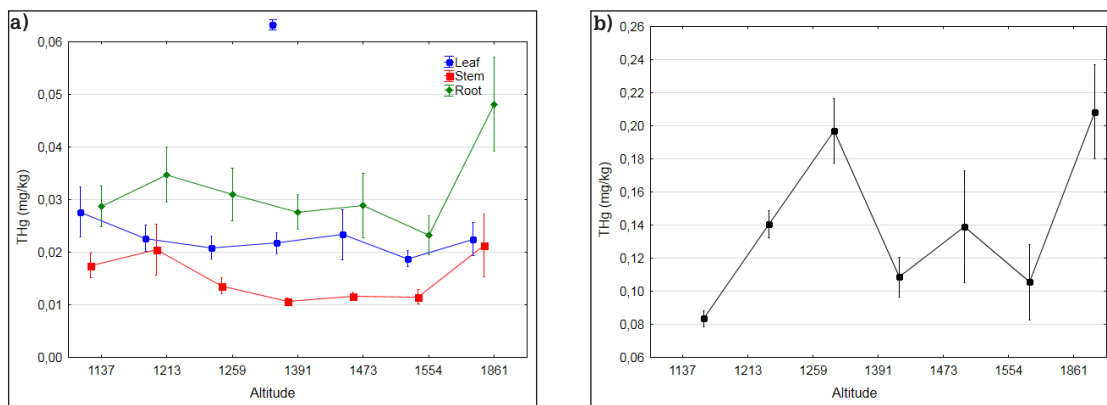 a)
0,06
0,05
0,04
0,03
0,02
0,01
0,00
THg (mg/kg)
Leaf
Stem
Root
1137 1213 1259 1391 1473 1554 1861
Altitude
b)
0,26
0,24
0,22
0,20
0,18
0,16
0,14
0,12
0,10
0,08
0,06
THg (mg/kg)
1137 1213 1259 1391 1473 1554 1861
Altitude